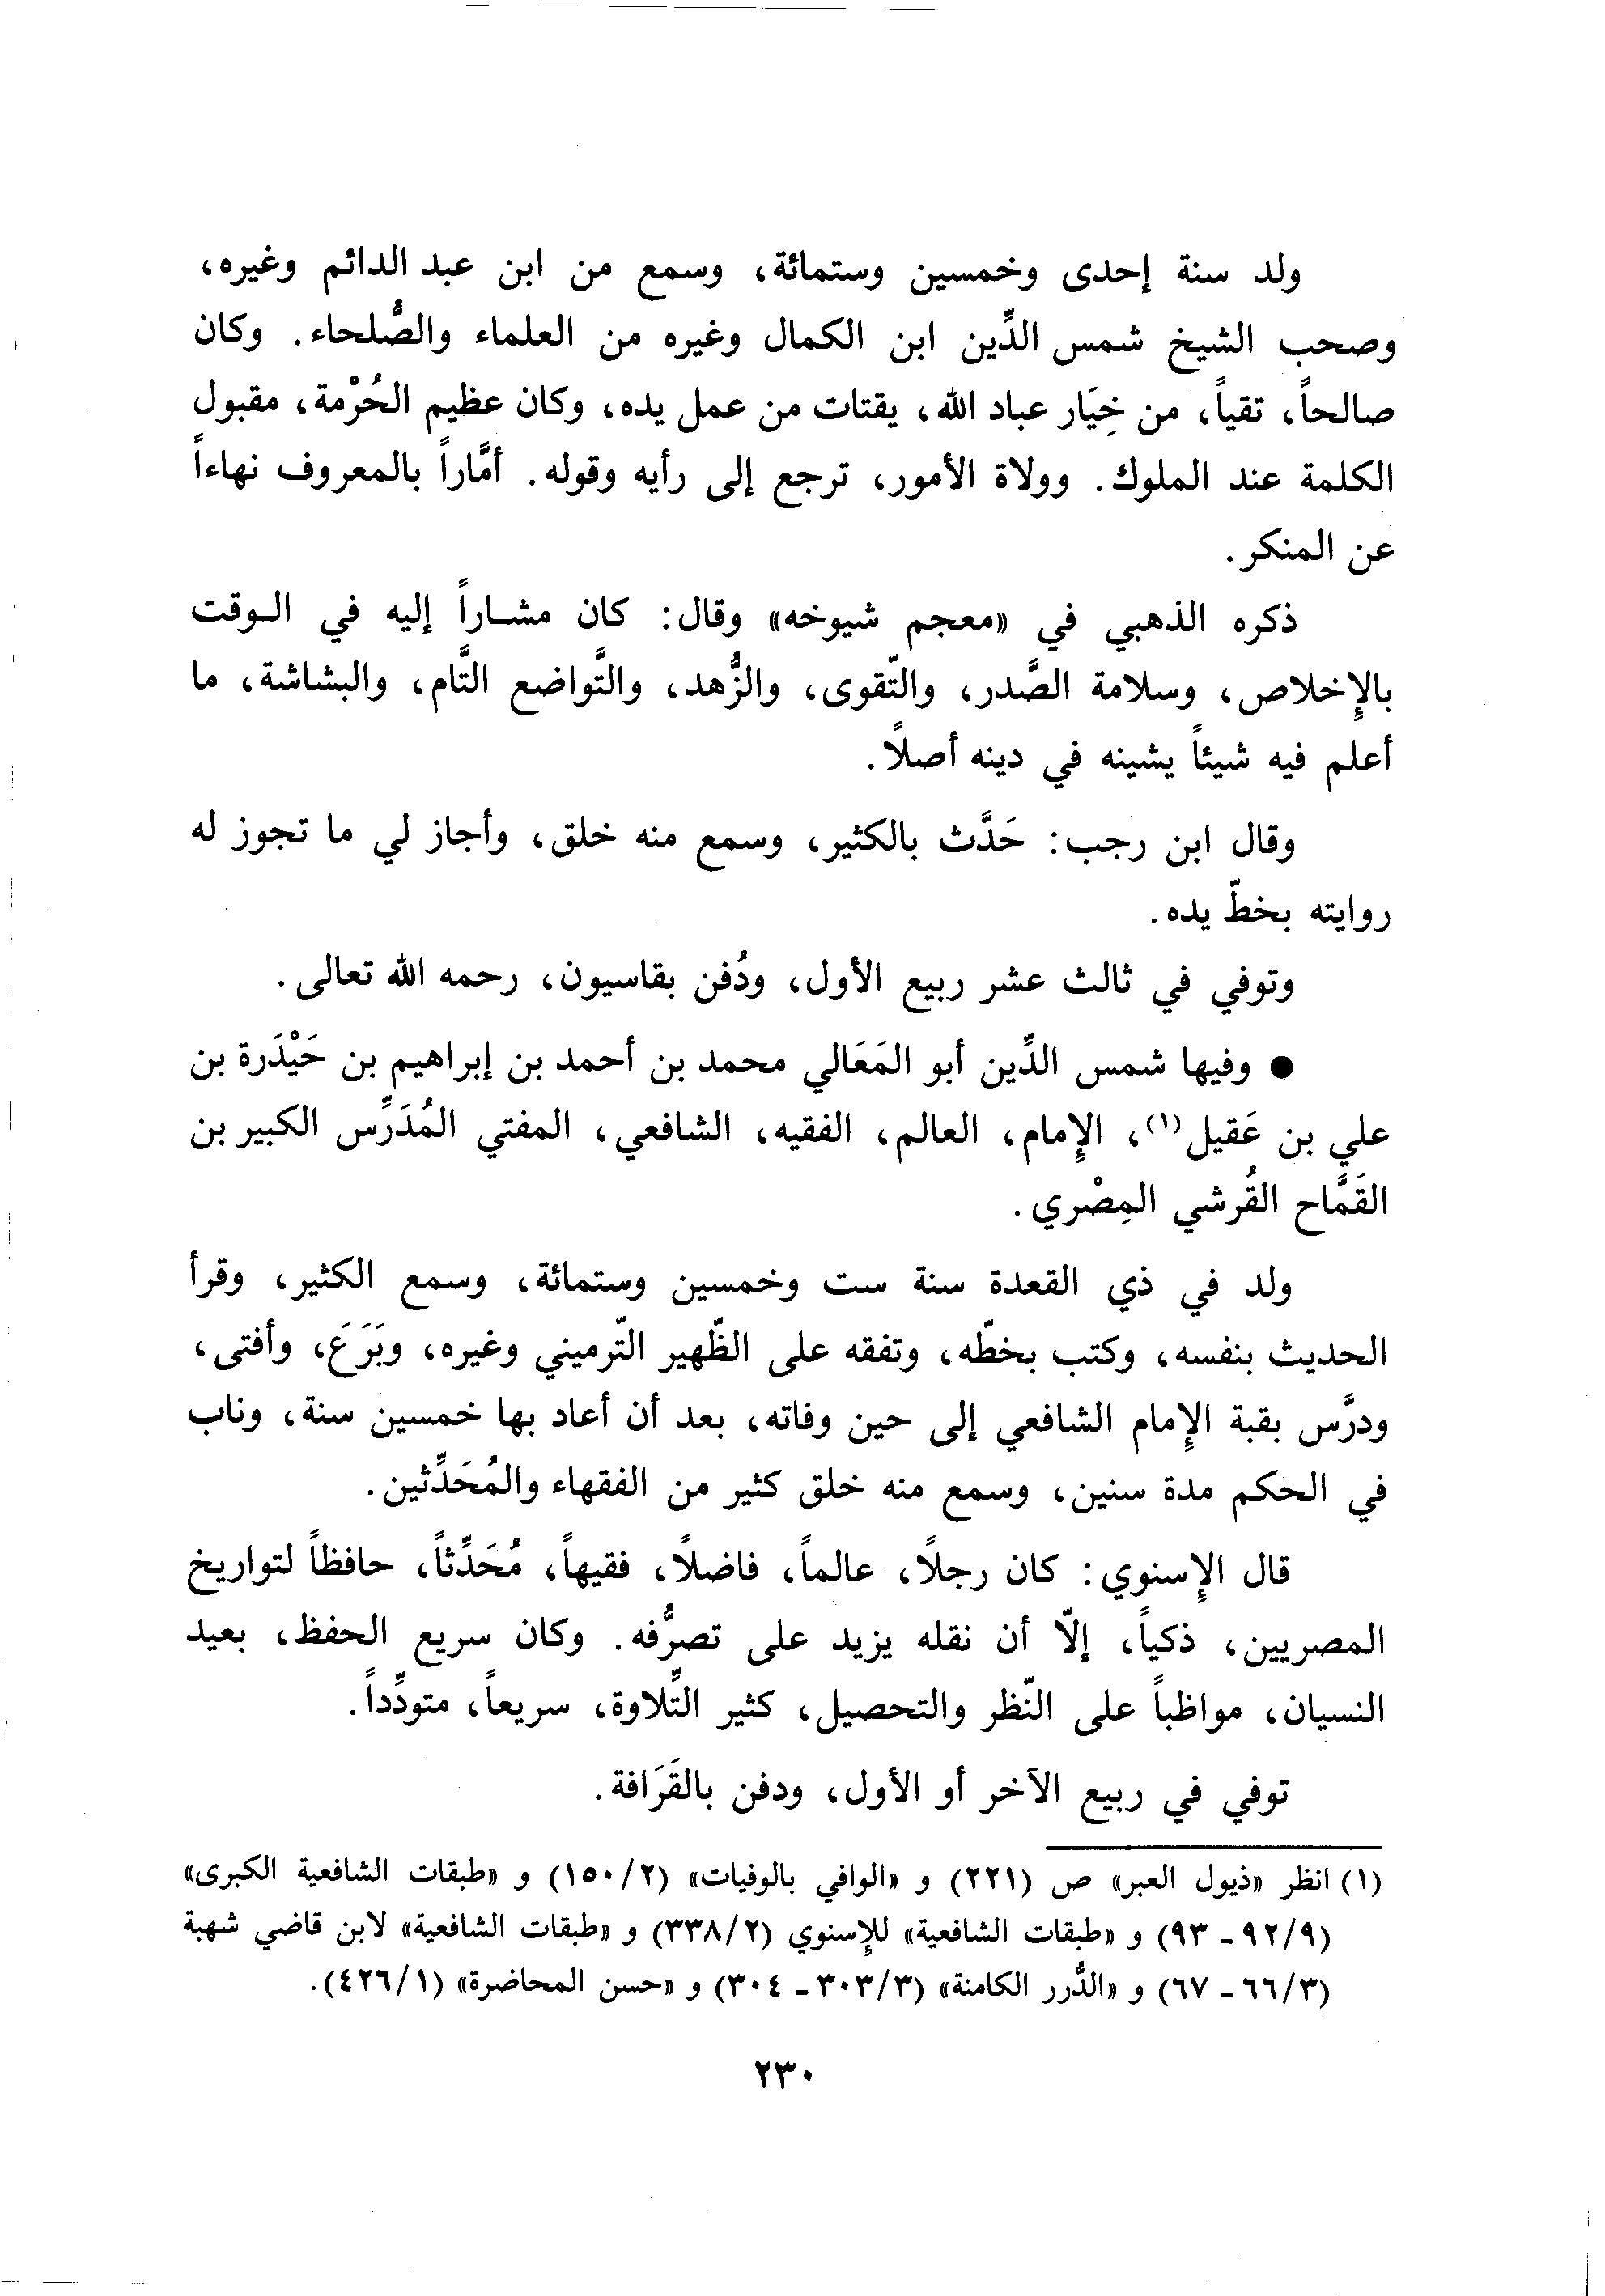 ولد سنة إحدى وخمسين وستمائة، وسمع من ابن عبد الدائم وغيره،
وصحب الشيخ شمس الدِّين ابن الكمال وغيره من العلماء والصُّلحاء. وكان
صالحاً، تقياً، من خِيَار عباد الله، يقتات من عمل يده، وكان عظيم الحُرْمة، مقبول
الكلمة عند الملوك. وولاة الأمور، ترجع إلى رأيه وقوله. أمَّاراً بالمعروف نهاءاً
عن المنكر.
ذكره الذهبي في «معجم شيوخه» وقال: كان مشاراً إليه في الوقت
بالإِخلاص، وسلامة الصَّدر، والتّقوى، والزُّهد، والتَّواضع التَّام، والبشاشة، ما
أعلم فيه شيئاً يشينه في دينه أصلاً.
وقال ابن رجب: حَدَّث بالكثير، وسمع منه خلق، وأجاز لي ما تجوز له
روايته بخطّ يده.
وتوفي في ثالث عشر ربيع الأول، ودُفن بقاسيون، رحمه الله تعالى.
● وفيها شمس الدِّين أبو المَعَالي محمد بن أحمد بن إبراهيم بن حَيْدَرة بن
علي بن عَقيل(١)، الإِمام، العالم، الفقيه، الشافعي، المفتي المُدَرِّس الكبير بن
القَمَّاح القُرشي المِصْري.
ولد في ذي القعدة سنة ست وخمسين وستمائة، وسمع الكثير، وقرأ
الحديث بنفسه، وكتب بخطّه، وتفقه على الظّهير التّرميني وغيره، وبَرَعَ، وأفتى،
ودرَّس بقبة الإِمام الشافعي إلى حين وفاته، بعد أن أعاد بها خمسين سنة، وناب
في الحكم مدة سنين، وسمع منه خلق كثير من الفقهاء والمُحَدِّثين.
قال الإِسنوي: كان رجلاً، عالماً، فاضلاً، فقيهاً، مُحَدِّثاً، حافظاً لتواريخ
المصريين، ذكياً، إلاّ أن نقله يزيد على تصرُّفه. وكان سريع الحفظ، بعيد
النسيان، مواظباً على النّظر والتحصيل، كثير التِّلاوة، سريعاً، متودِّداً.
توفي في ربيع الآخر أو الأول، ودفن بالقَرَافة.
(١) انظر «ذيول العبر» ص (٢٢١) و «الوافي بالوفيات» (٢/١٥٠) و «طبقات الشافعية الكبرى»
(٩/٩٢ - ٩٣) و «طبقات الشافعية» للإِسنوي (٢/٣٣٨) و «طبقات الشافعية» لابن قاضي شهبة
(٣/٦٦ - ٦٧) و «الدُّرر الكامنة» (٣/٣٠٣ - ٣٠٤) و «حسن المحاضرة» (١/٤٢٦).
٢٣٠